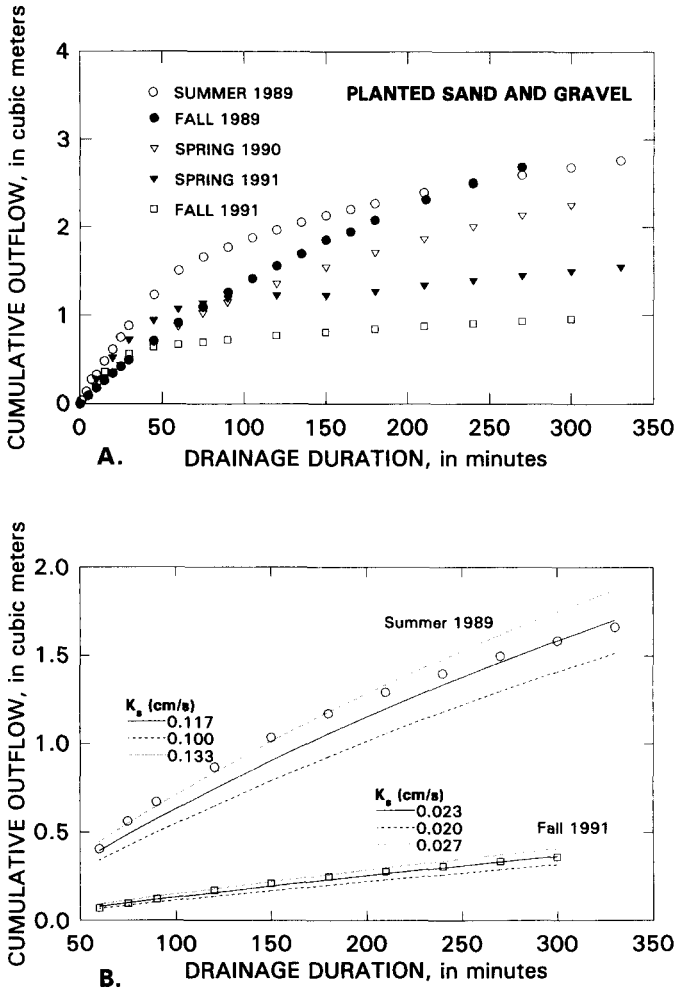 CUMULATIVE OUTFLOW, in cubic meters
4
3
2
1
0
PLANTED SAND AND GRAVEL
SUMMER 1989
FALL 1989
SPRING 1990
SPRING 1991
FALL 1991
0 50 100 150 200 250 300 350
A.
DRAINAGE DURATION, in minutes
CUMULATIVE OUTFLOW, in cubic meters
2.0
1.5
1.0
0.5
0.0
Summer 1989
Ks (cm/s)
0.117
0.100
0.133
Ks (cm/s)
0.023
0.020
0.027
Fall 1991
50 100 150 200 250 300 350
B.
DRAINAGE DURATION, in minutes